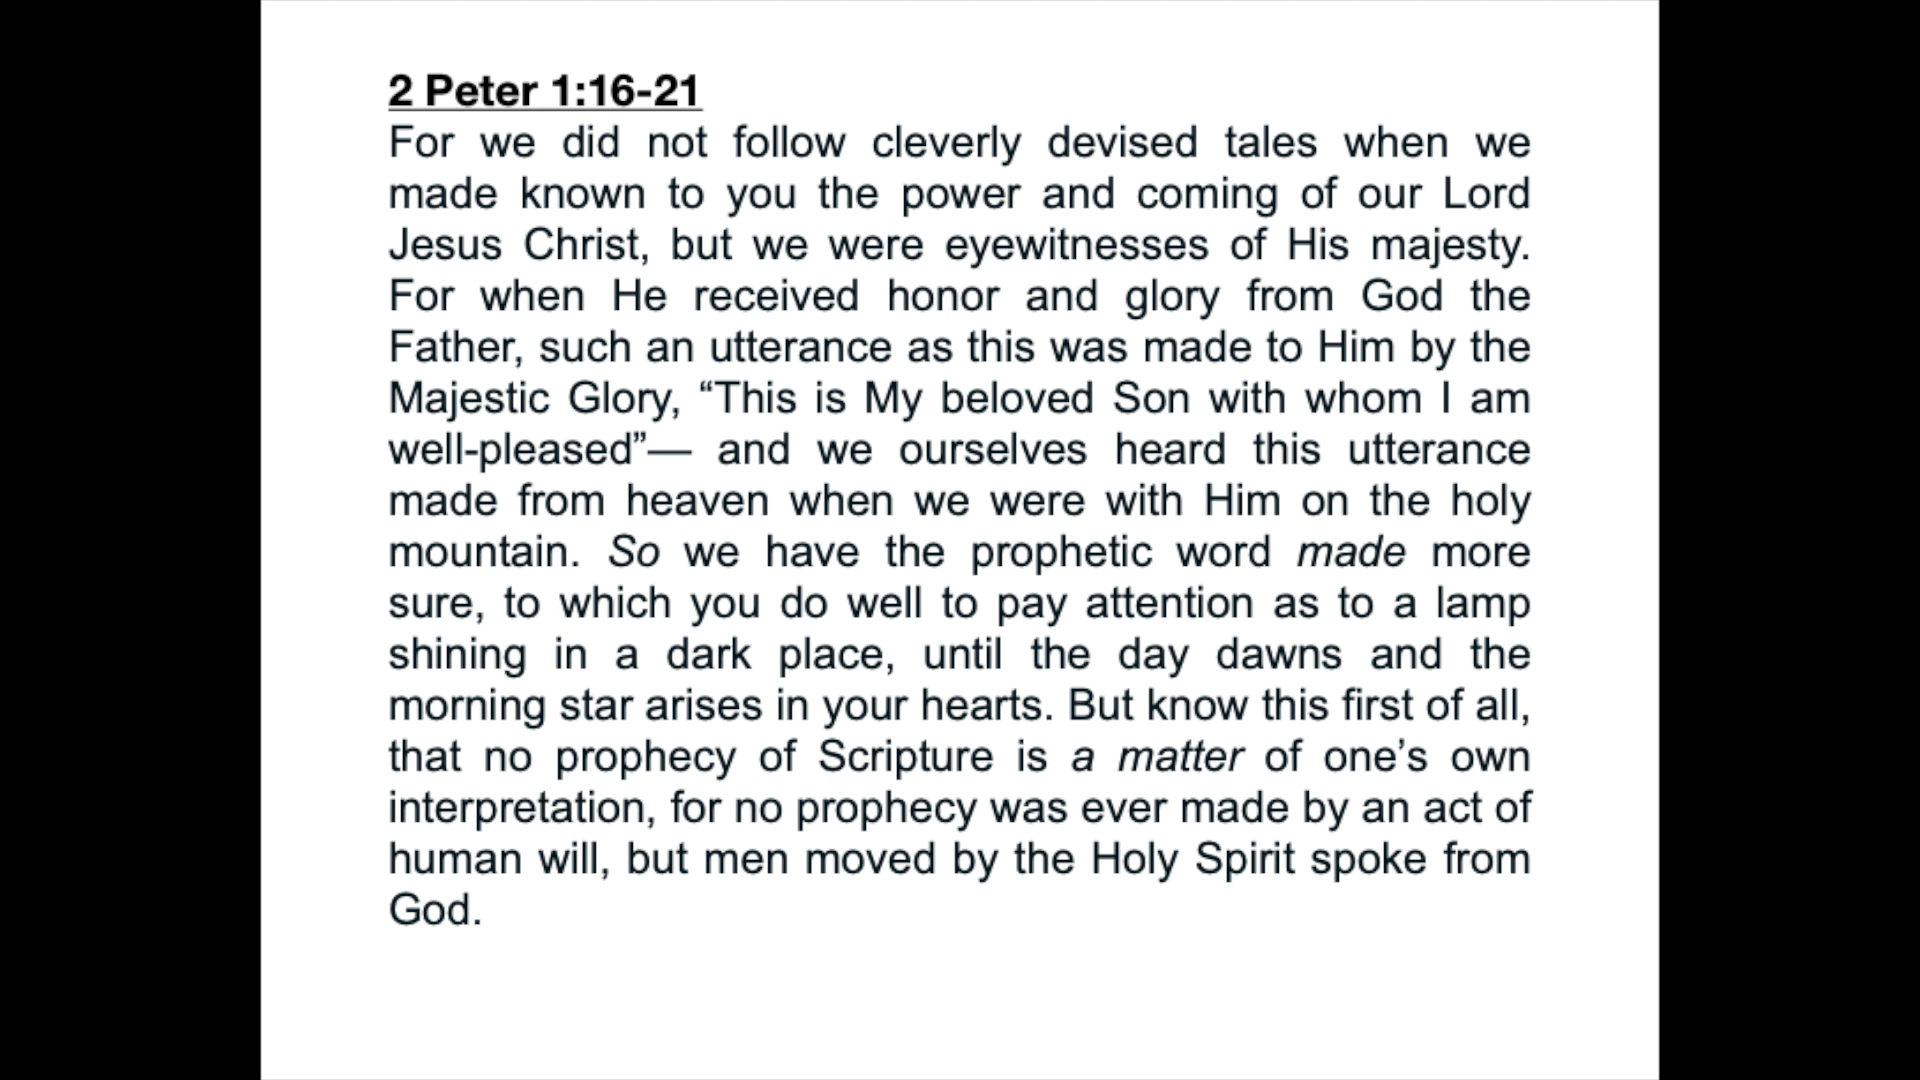 2 Peter 1:16-21
For we did not follow cleverly devised tales when we
made known to you the power and coming of our Lord
Jesus Christ, but we were eyewitnesses of His majesty.
For when He received honor and glory from God the
Father, such an utterance as this was made to Him by the
Majestic Glory, “This is My beloved Son with whom I am
well-pleased”— and we ourselves heard this utterance
made from heaven when we were with Him on the holy
mountain. So we have the prophetic word made more
sure, to which you do well to pay attention as to a lamp
shining in a dark place, until the day dawns and the
morning star arises in your hearts. But know this first of all,
that no prophecy of Scripture is a matter of one’s own
interpretation, for no prophecy was ever made by an act of
human will, but men moved by the Holy Spirit spoke from
God.